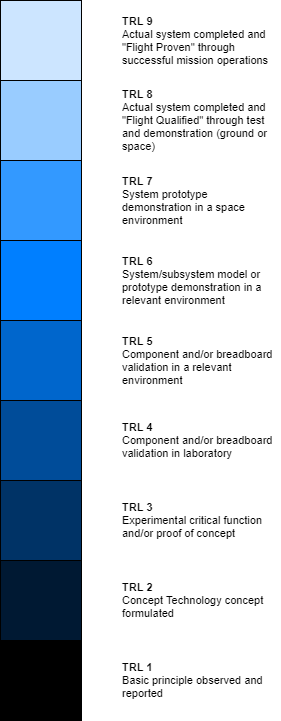 TRL 9
Actual system completed and
"Flight Proven" through
successful mission operations
TRL 8
Actual system completed and
"Flight Qualified" through test
and demonstration (ground or
space)
TRL 7
System prototype
demonstration in a space
environment
TRL 6
System/subsystem model or
prototype demonstration in a
relevant environment
TRL 5
Component and/or breadboard
validation in a relevant
environment
TRL 4
Component and/or breadboard
validation in laboratory
TRL 3
Experimental critical function
and/or proof of concept
TRL 2
Concept Technology concept
formulated
TRL 1
Basic principle observed and
reported